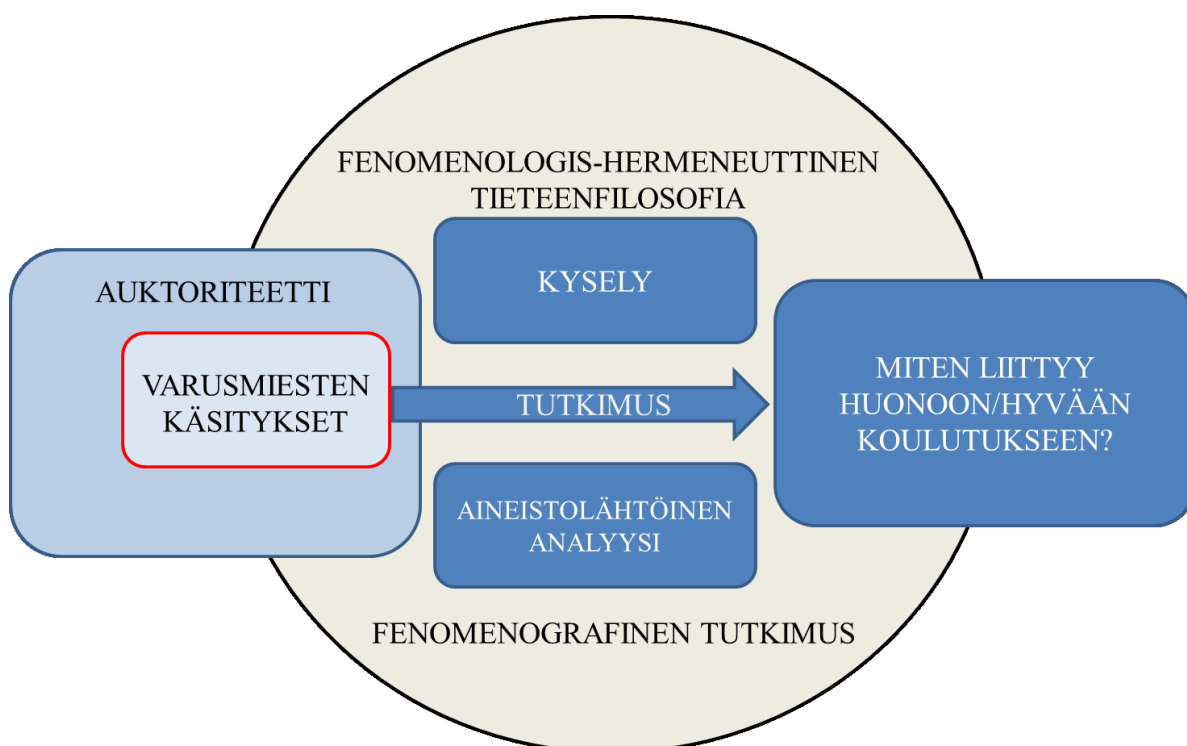 FENOMENOLOGIS-HERMENEUTTINEN
TIETEENFILOSOFIA
AUKTORITEETTI
VARUSMIESTEN
KÄSITYKSET
KYSELY
TUTKIMUS
AINEISTOLÄHTÖINEN
ANALYYSI
MITEN LIITTYY
HUONOON/HYVÄÄN
KOULUTUKSEEN?
FENOMENOGRAFINEN TUTKIMUS